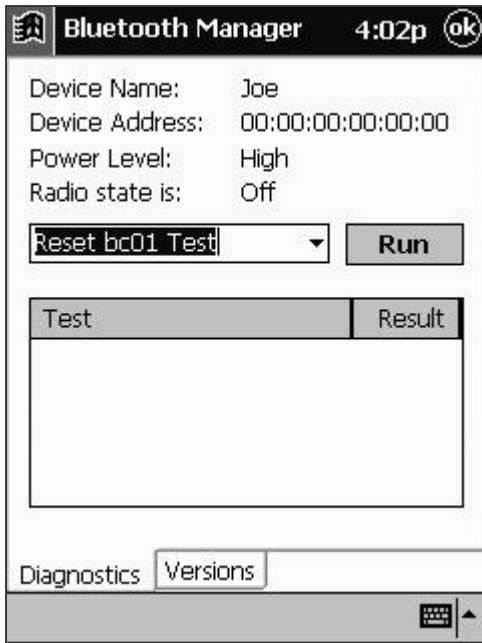 Bluetooth Manager 4:02p ok
Device Name: Joe
Device Address: 00:00:00:00:00:00
Power Level: High
Radio state is: Off
Reset bc01 Test Run
Test Result
Diagnostics Versions